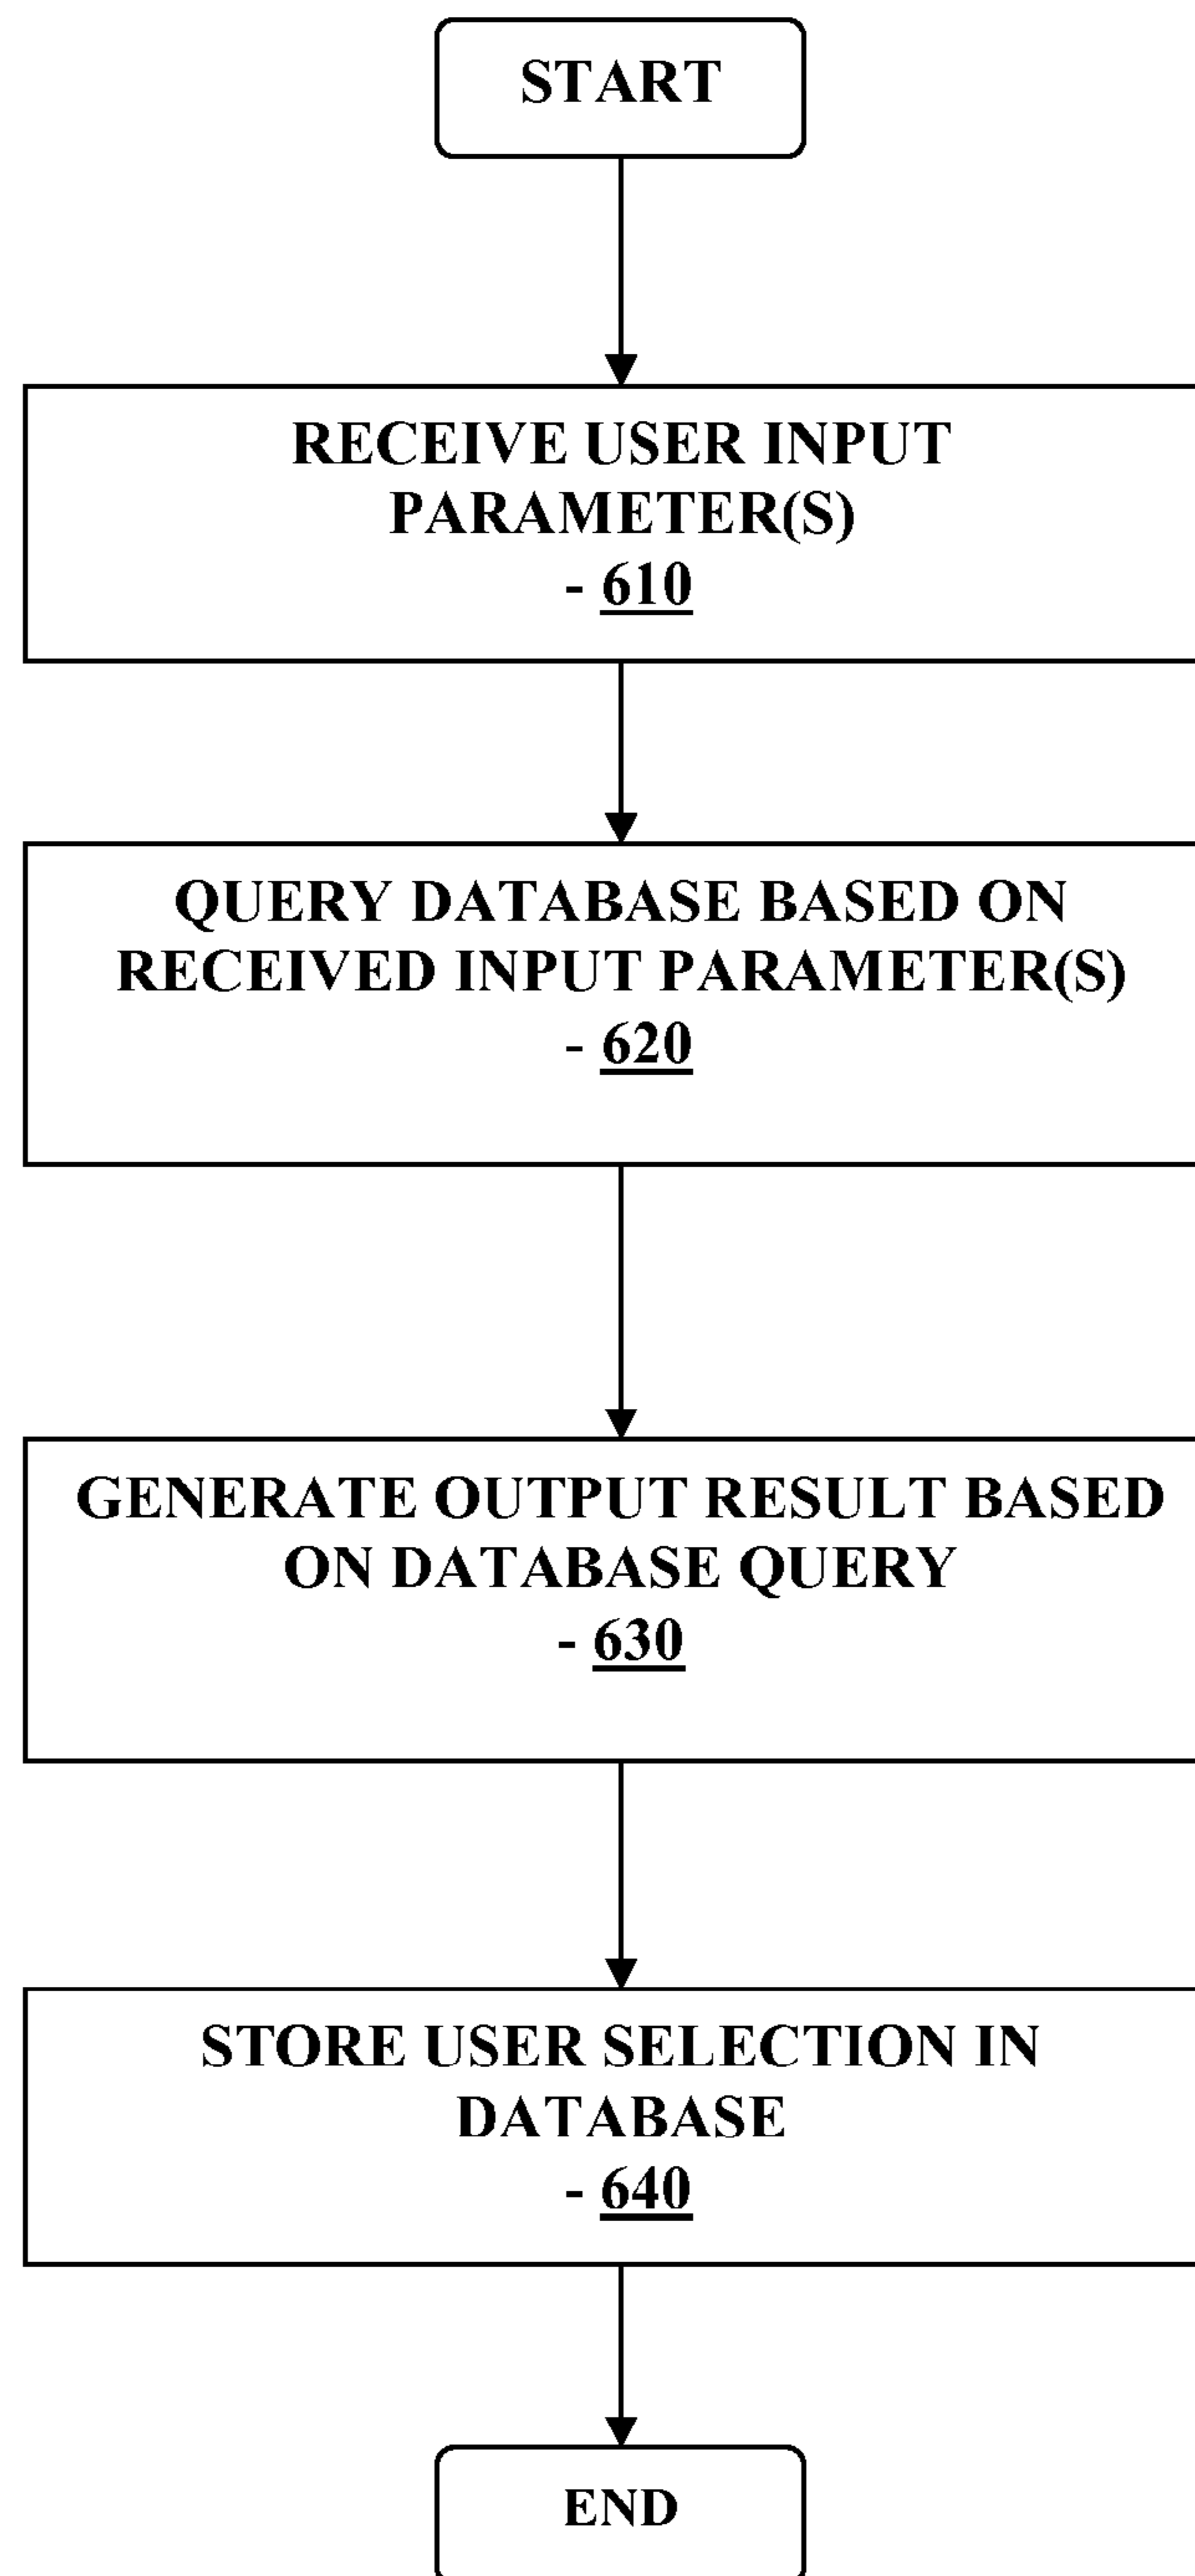 START
RECEIVE USER INPUT
PARAMETER(S)
- 610
QUERY DATABASE BASED ON
RECEIVED INPUT PARAMETER(S)
- 620
GENERATE OUTPUT RESULT BASED
ON DATABASE QUERY
- 630
STORE USER SELECTION IN
DATABASE
- 640
END